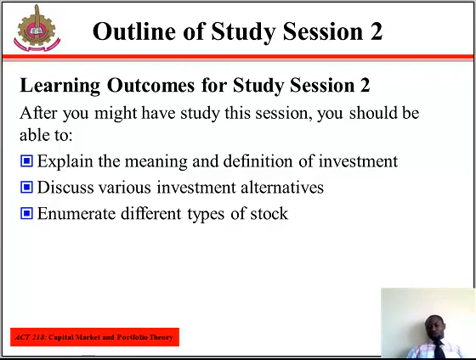 Outline of Study Session 2
Learning Outcomes for Study Session 2
After you might have study this session, you should be
able to:
Explain the meaning and definition of investment
Discuss various investment alternatives
Enumerate different types of stock
ACT 218: Capital Market and Portfolio Theory